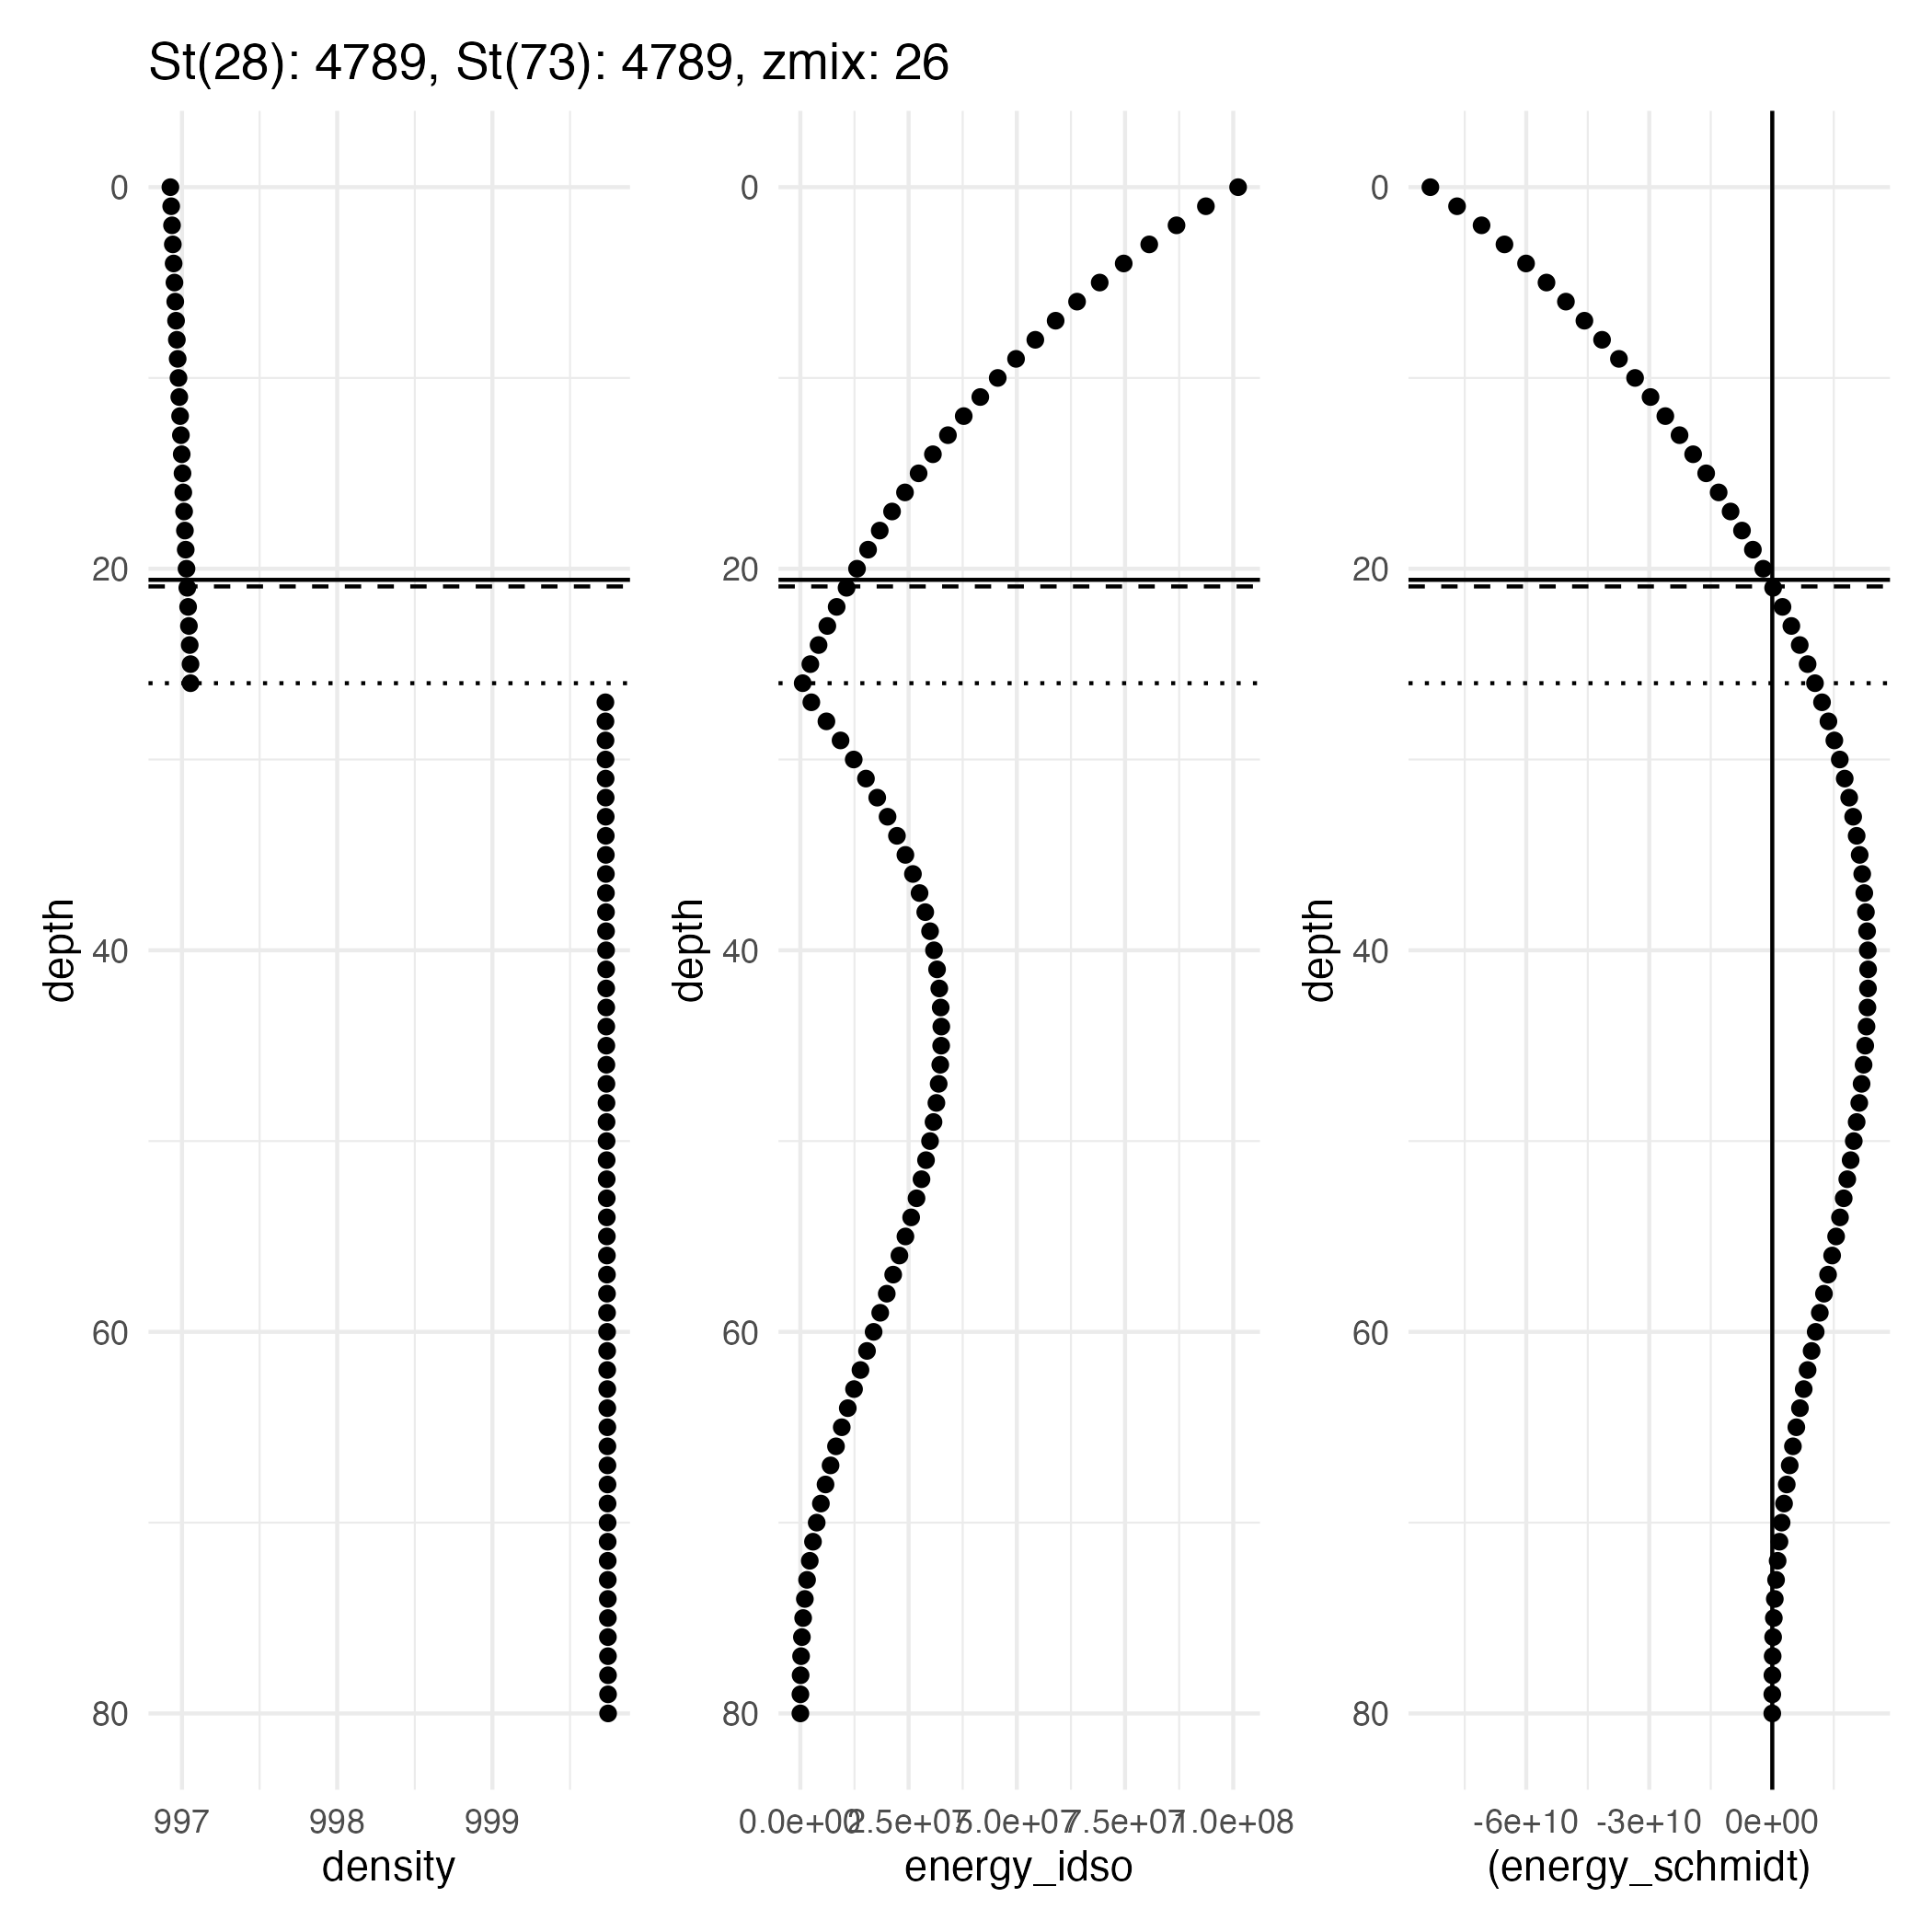 St(28): 4789, St(73): 4789, zmix: 26
depth
0
20
40
60
80
997 998 999
density
depth
0
20
40
60
80
0.0e+00 2.5e+07 5.0e+07 7.5e+07 1.0e+08
energy_idso
depth
0
20
40
60
80
-6e+10 -3e+10 0e+00
(energy_schmidt)